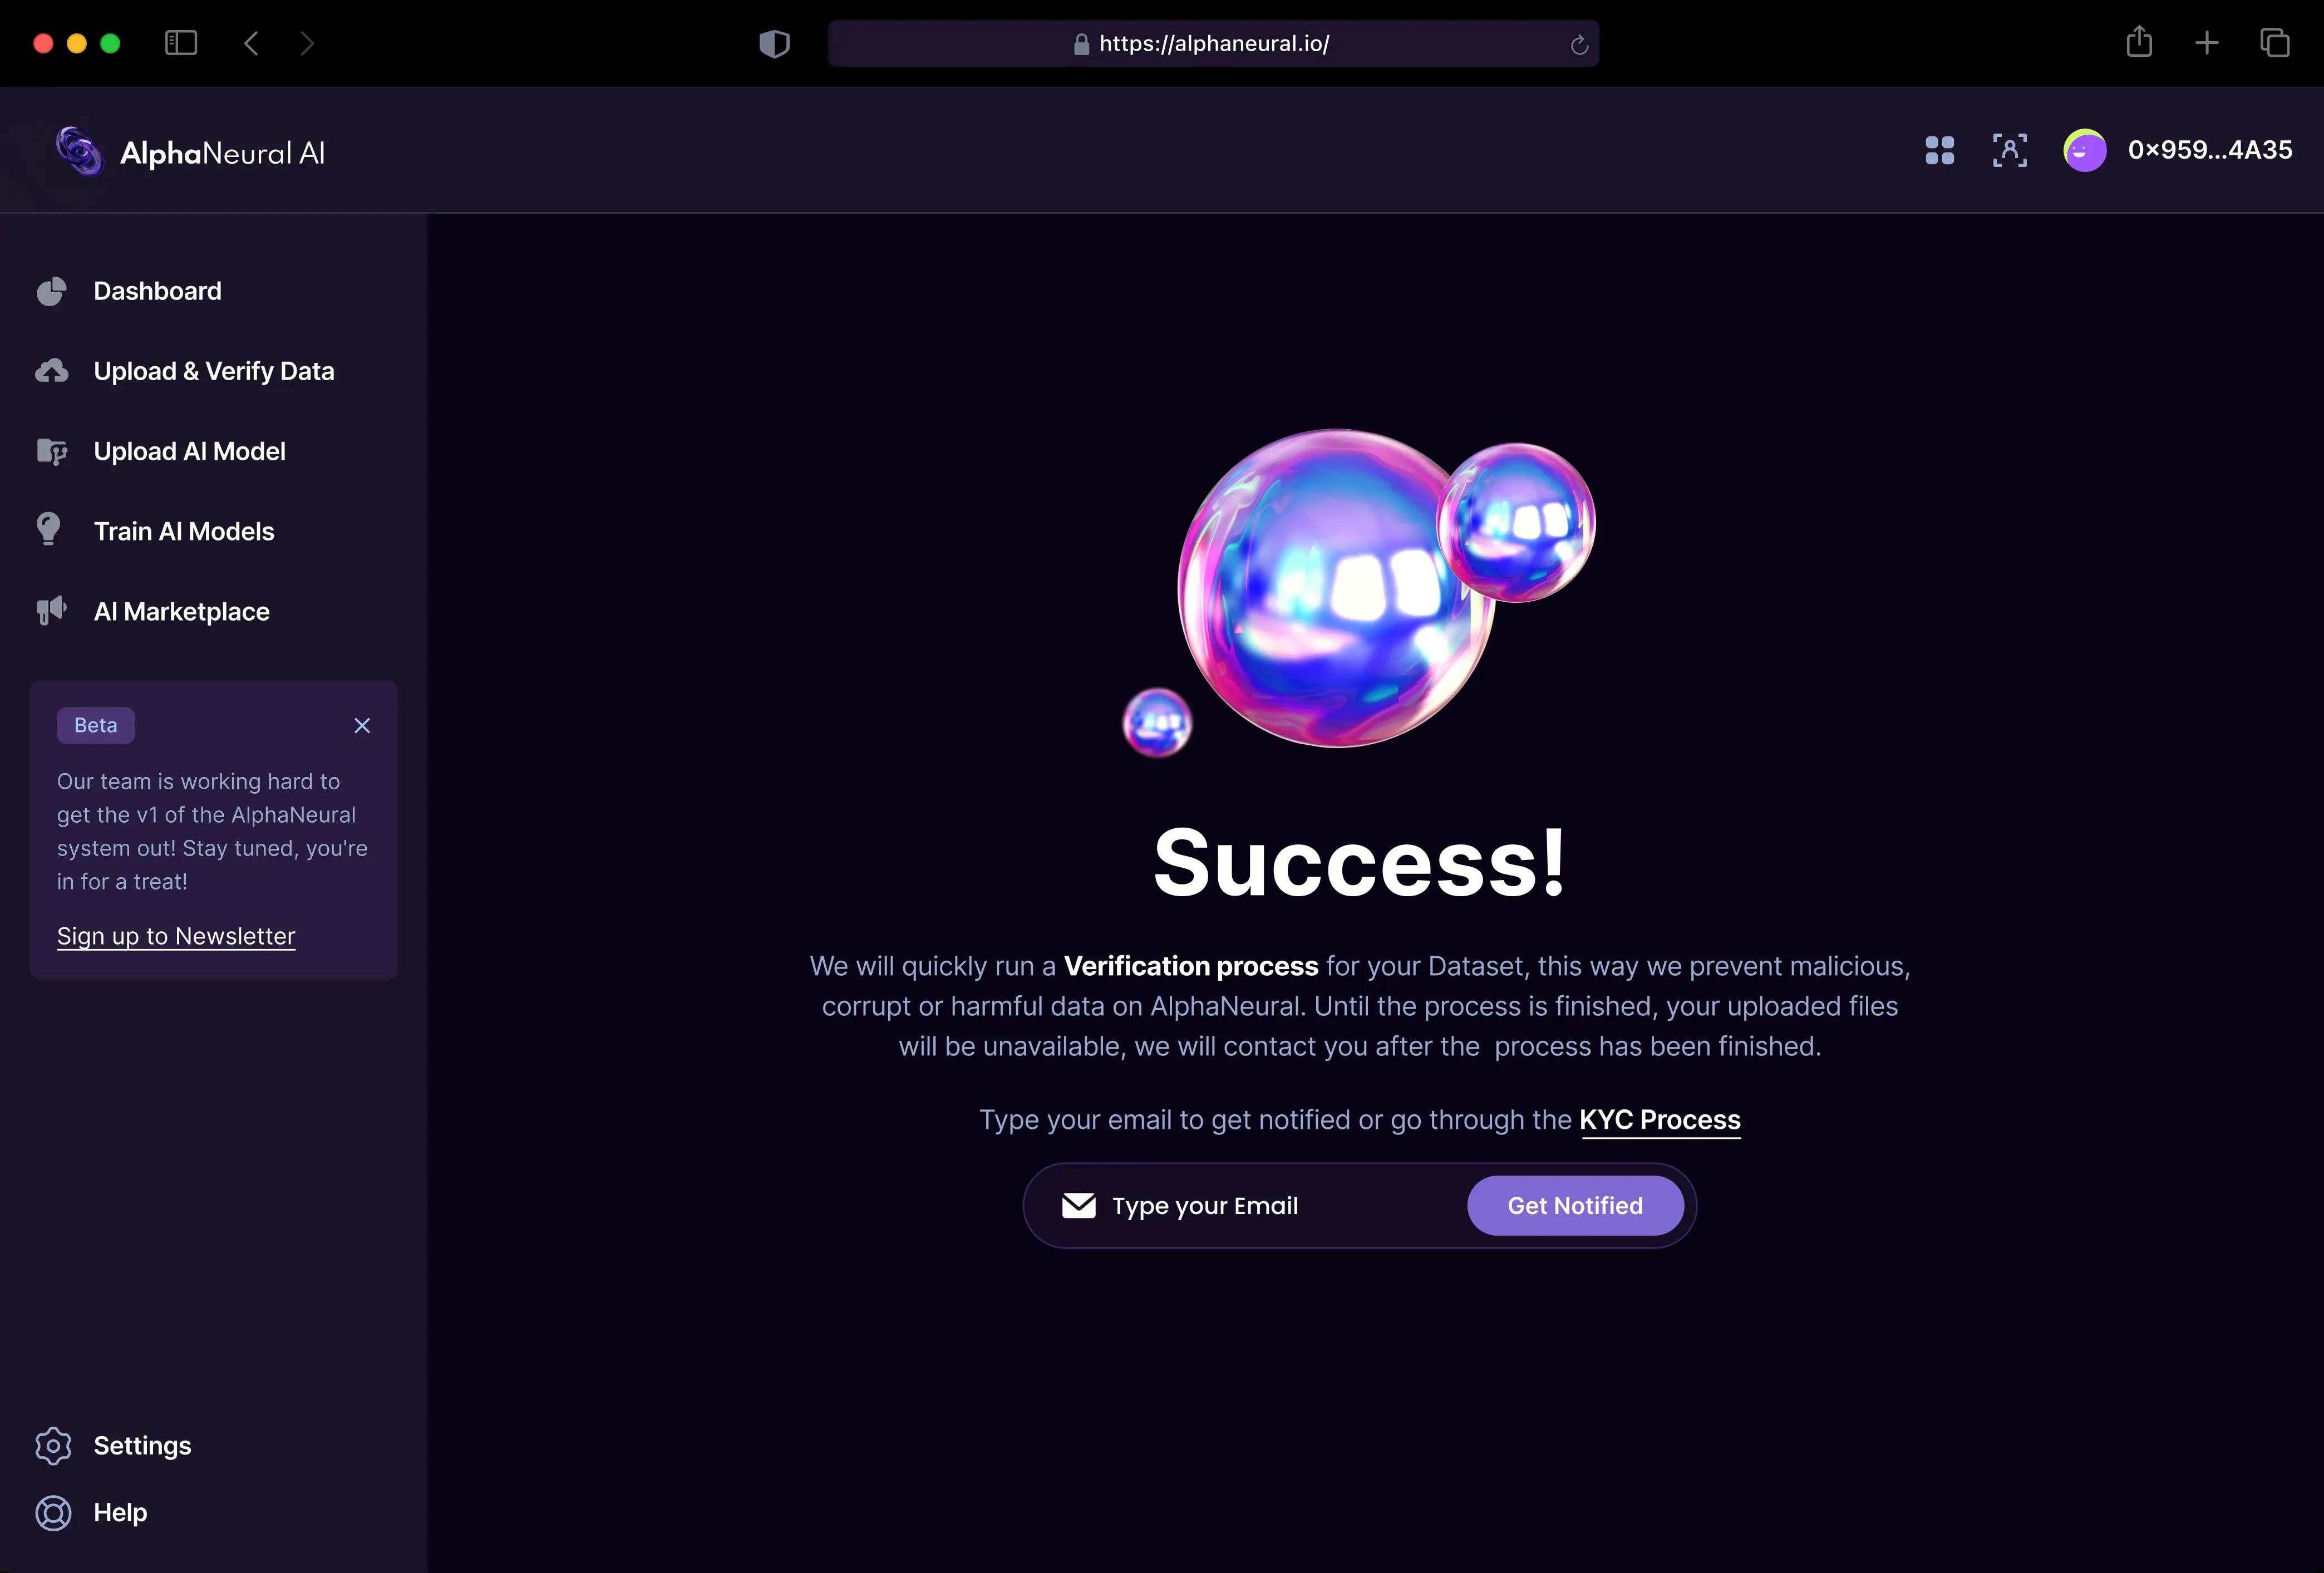 https://alphaneural.io/
AlphaNeural AI
0×959...4A35
Dashboard
Upload & Verify Data
Upload AI Model
Train AI Models
AI Marketplace
Beta
Our team is working hard to
get the v1 of the AlphaNeural
system out! Stay tuned, you're
in for a treat!
Sign up to Newsletter
Settings
Help
Success!
We will quickly run a Verification process for your Dataset, this way we prevent malicious,
corrupt or harmful data on AlphaNeural. Until the process is finished, your uploaded files
will be unavailable, we will contact you after the process has been finished.
Type your email to get notified or go through the KYC Process
Type your Email
Get Notified